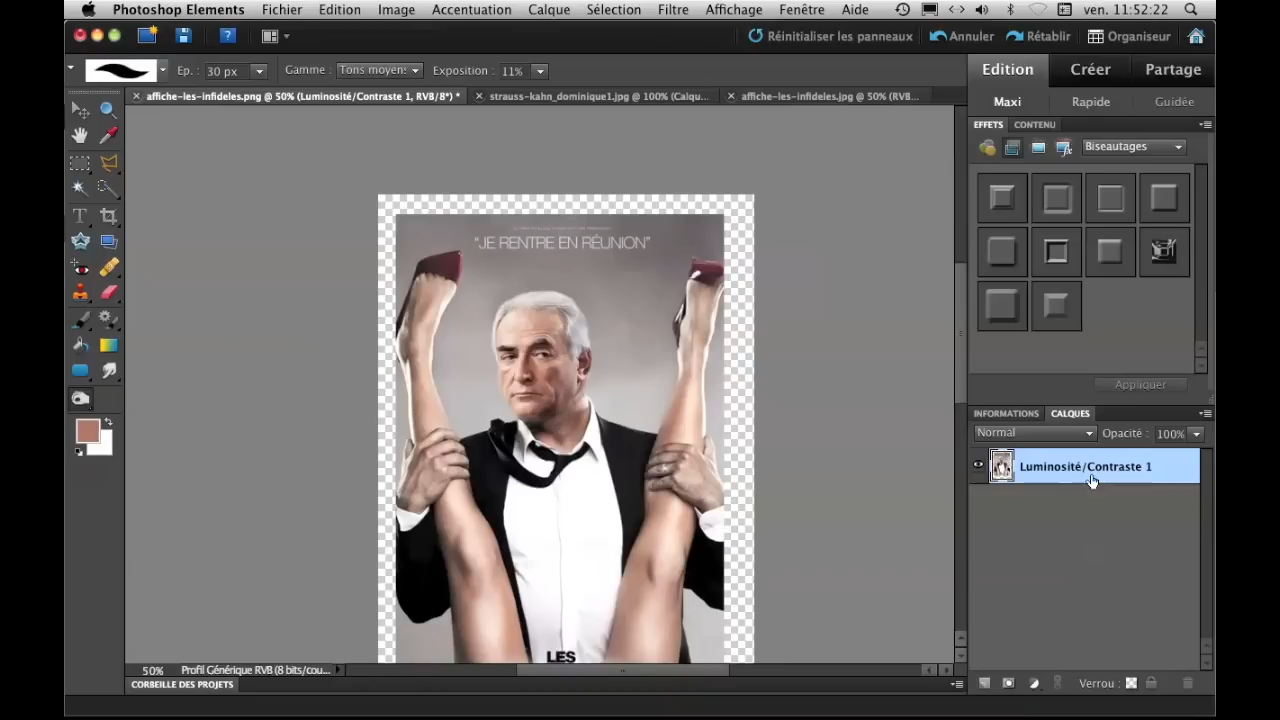 Photoshop Elements Fichier Edition Image Accentuation Calque Sélection Filtre Affichage Fenêtre Aide ven. 11:52:22
Réinitialiser les panneaux Annuler Rétablir Organiseur
Ep. : 30 px Gamme : Tons moyens Exposition : 11%
Edition Créer Partage
affiche-les-infideles.png @ 50% (Luminosité/Contraste 1, RVB/8*) * strauss-kahn_dominique1.jpg @ 100% (Calqu... affiche-les-infideles.jpg @ 50% (RVB...
Maxi Rapide Guidée
EFFETS CONTENU
Biseautages
"JE RENTRE EN RÉUNION"
Appliquer
INFORMATIONS CALQUES
Normal Opacité : 100%
Luminosité/Contraste 1
LES
50% Profil Générique RVB (8 bits/cou...
Verrou :
CORBEILLE DES PROJETS